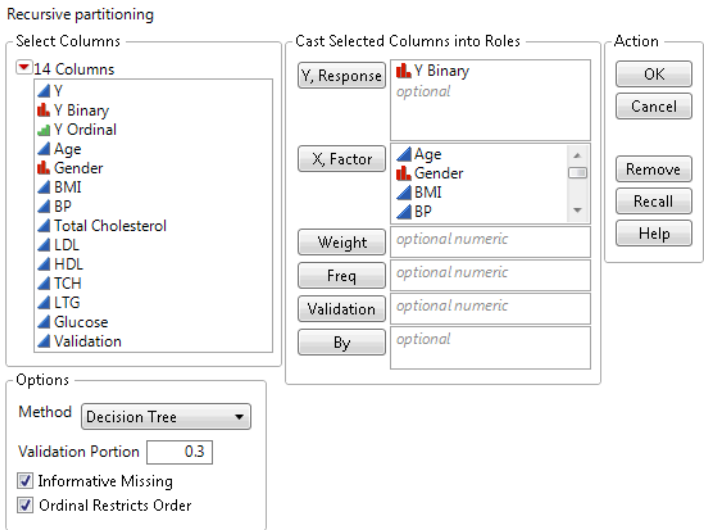 Recursive partitioning
Select Columns
14 Columns
Y
Y Binary
Y Ordinal
Age
Gender
BMI
BP
Total Cholesterol
LDL
HDL
TCH
LTG
Glucose
Validation
Cast Selected Columns into Roles
Y, Response
Y Binary
optional
X, Factor
Age
Gender
BMI
BP
Weight
optional numeric
Freq
optional numeric
Validation
optional numeric
By
optional
Action
OK
Cancel
Remove
Recall
Help
Options
Method Decision Tree
Validation Portion 0.3
Informative Missing
Ordinal Restricts Order